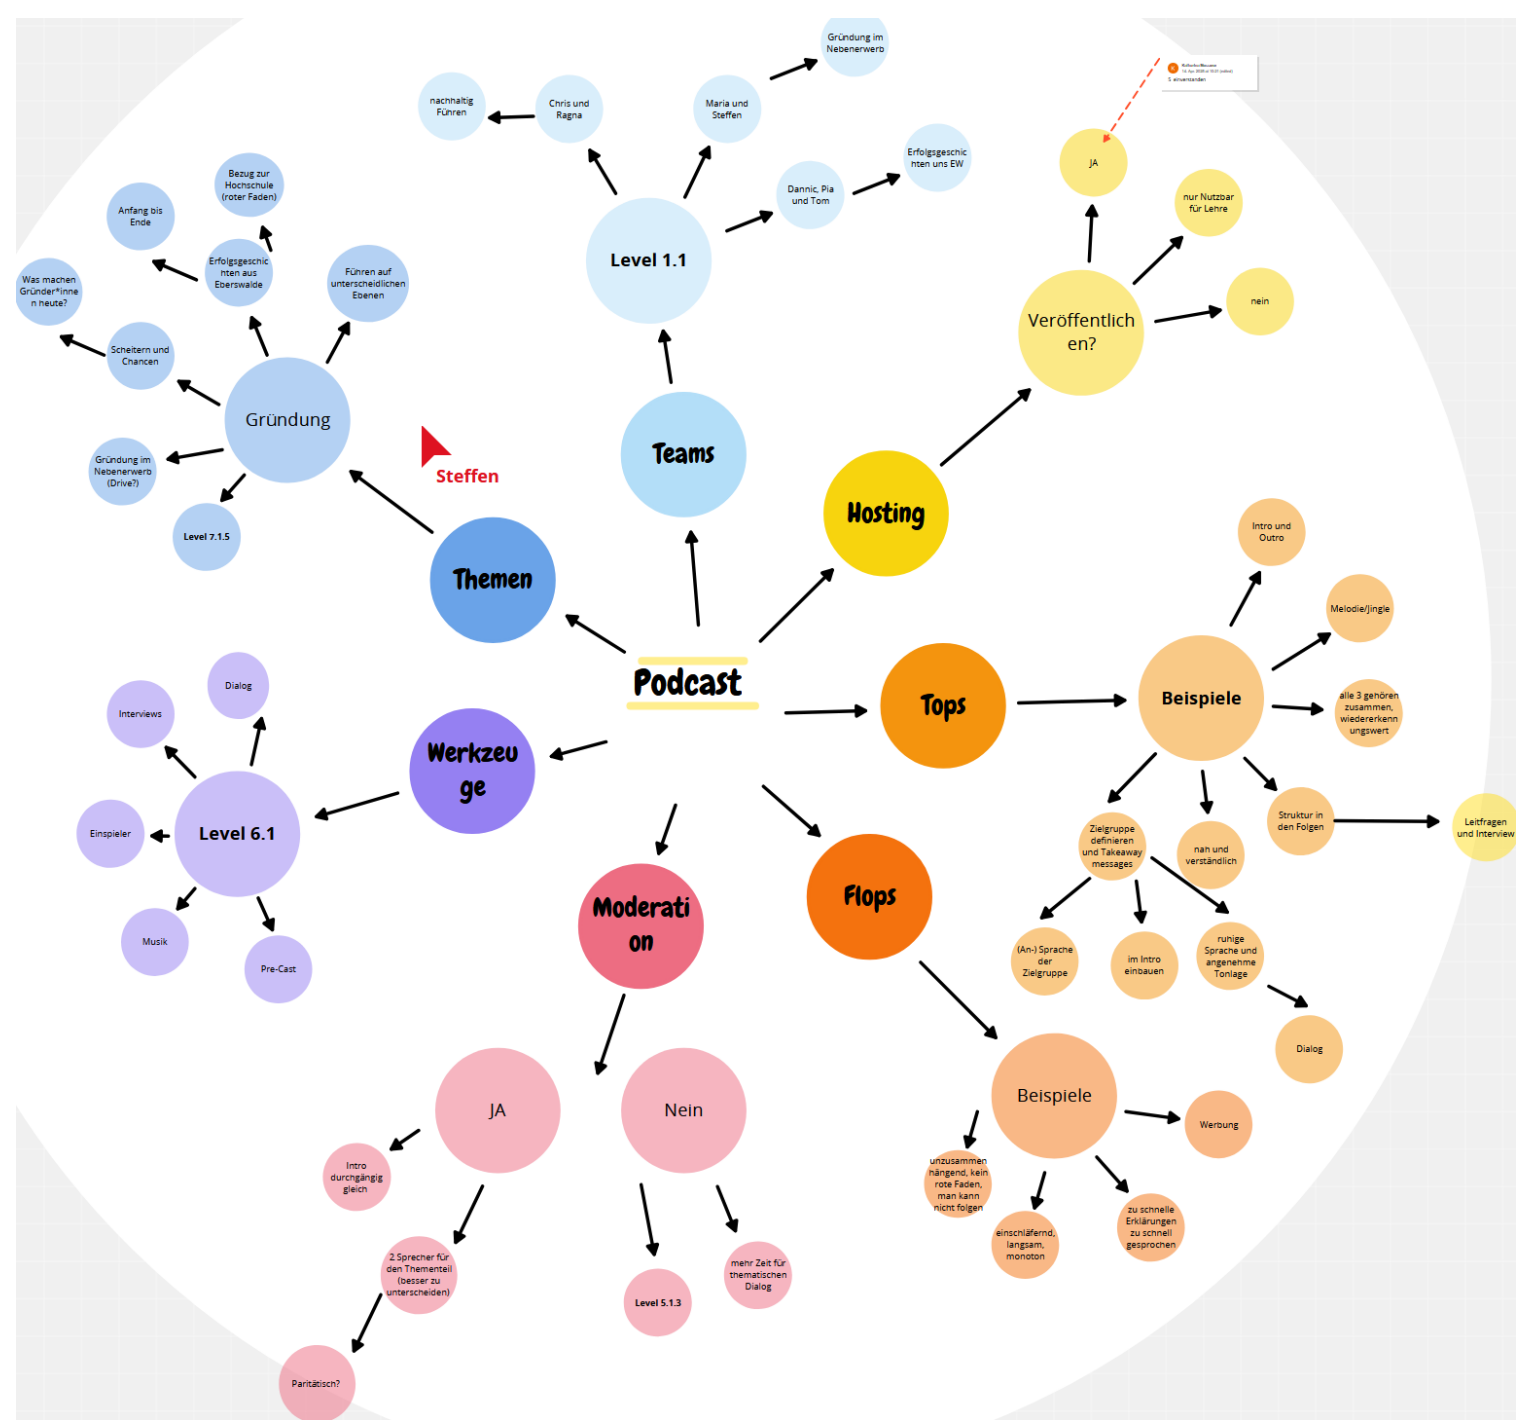 Gründung im
Nebenerwerb
nachhaltig
Führen
Chris und
Ragna
Maria und
Steffen
Erfolgsgeschic
hten uns EW
Dannic, Pia
und Tom
Level 1.1
Teams
5 einverstanden
JA
nur Nutzbar
für Lehre
nein
Veröffentlich
en?
Hosting
Bezug zur
Hochschule
(roter Faden)
Anfang bis
Ende
Erfolgsgeschic
hten aus
Eberswalde
Führen auf
unterscheidlichen
Ebenen
Was machen
Gründer*inne
n heute?
Scheitern und
Chancen
Gründung
Gründung im
Nebenerwerb
(Drive?)
Level 7.1.5
Steffen
Themen
Podcast
Intro und
Outro
Melodie/Jingle
alle 3 gehören
zusammen,
wiedererkenn
ungswert
Tops
Beispiele
Struktur in
den Folgen
Leitfragen
und Interview
Zielgruppe
definieren
und Takeaway
messages
nah und
verständlich
(An-) Sprache
der
Zielgruppe
im Intro
einbauen
ruhige
Sprache und
angenehme
Tonlage
Dialog
Dialog
Interviews
Werkzeu
ge
Level 6.1
Einspieler
Musik
Pre-Cast
Moderati
on
Flops
JA
Nein
Intro
durchgängig
gleich
2 Sprecher für
den Thementeil
(besser zu
unterscheiden)
Paritätisch?
Level 5.1.3
mehr Zeit für
thematischen
Dialog
Beispiele
Werbung
unzusammen
hängend, kein
rote Faden,
man kann
nicht folgen
einschläfernd,
langsam,
monoton
zu schnelle
Erklärungen
zu schnell
gesprochen